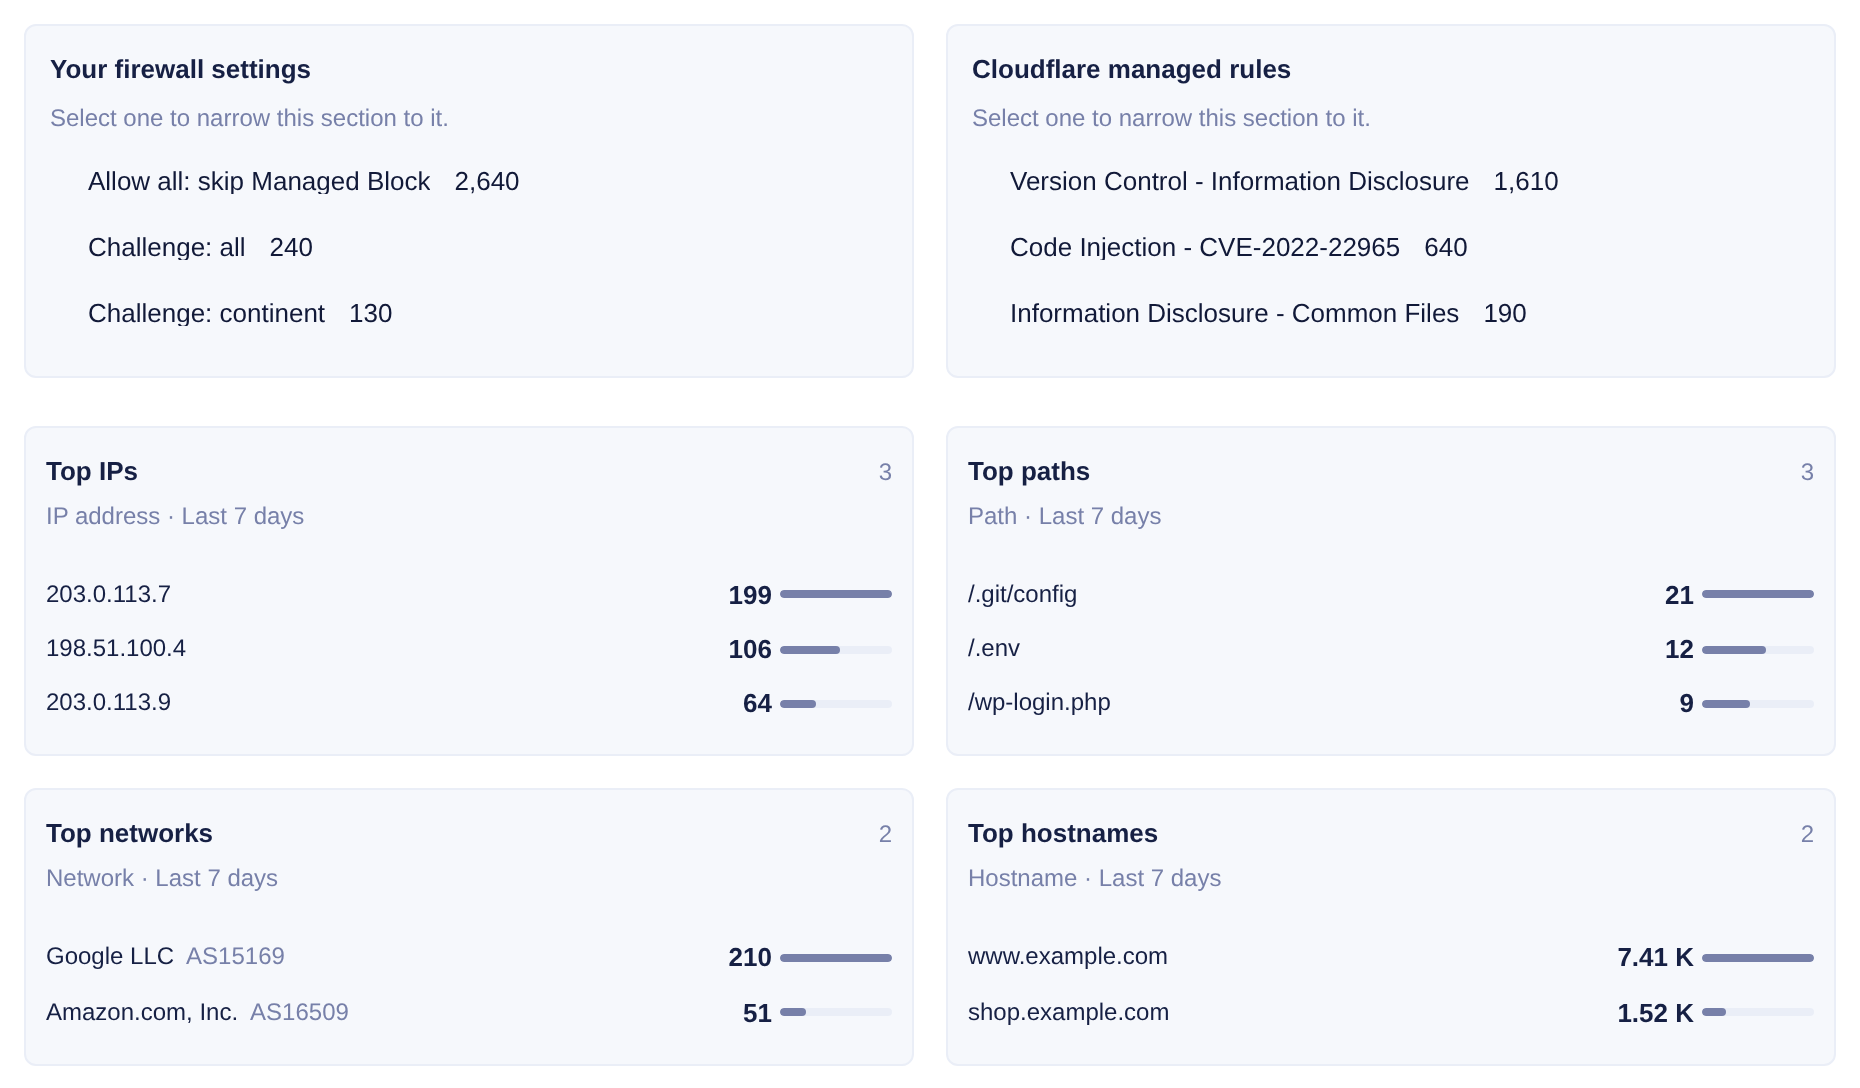 Your firewall settings
Select one to narrow this section to it.
Allow all: skip Managed Block 2,640
Challenge: all 240
Challenge: continent 130
Cloudflare managed rules
Select one to narrow this section to it.
Version Control - Information Disclosure 1,610
Code Injection - CVE-2022-22965 640
Information Disclosure - Common Files 190
Top IPs 3
IP address · Last 7 days
203.0.113.7 199
198.51.100.4 106
203.0.113.9 64
Top paths 3
Path · Last 7 days
/.git/config 21
/.env 12
/wp-login.php 9
Top networks 2
Network · Last 7 days
Google LLC AS15169 210
Amazon.com, Inc. AS16509 51
Top hostnames 2
Hostname · Last 7 days
www.example.com 7.41 K
shop.example.com 1.52 K